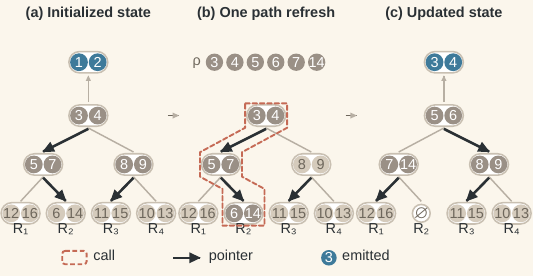 (a) Initialized state (b) One path refresh (c) Updated state
1 2 ρ 3 4 5 6 7 14 3 4
3 4 3 4 5 6
5 7 8 9 5 7 8 9 7 14 8 9
12 16 6 14 11 15 10 13 12 16 6 14 11 15 10 13 12 16 ∅ 11 15 10 13
R₁ R₂ R₃ R₄ R₁ R₂ R₃ R₄ R₁ R₂ R₃ R₄
call pointer 3 emitted